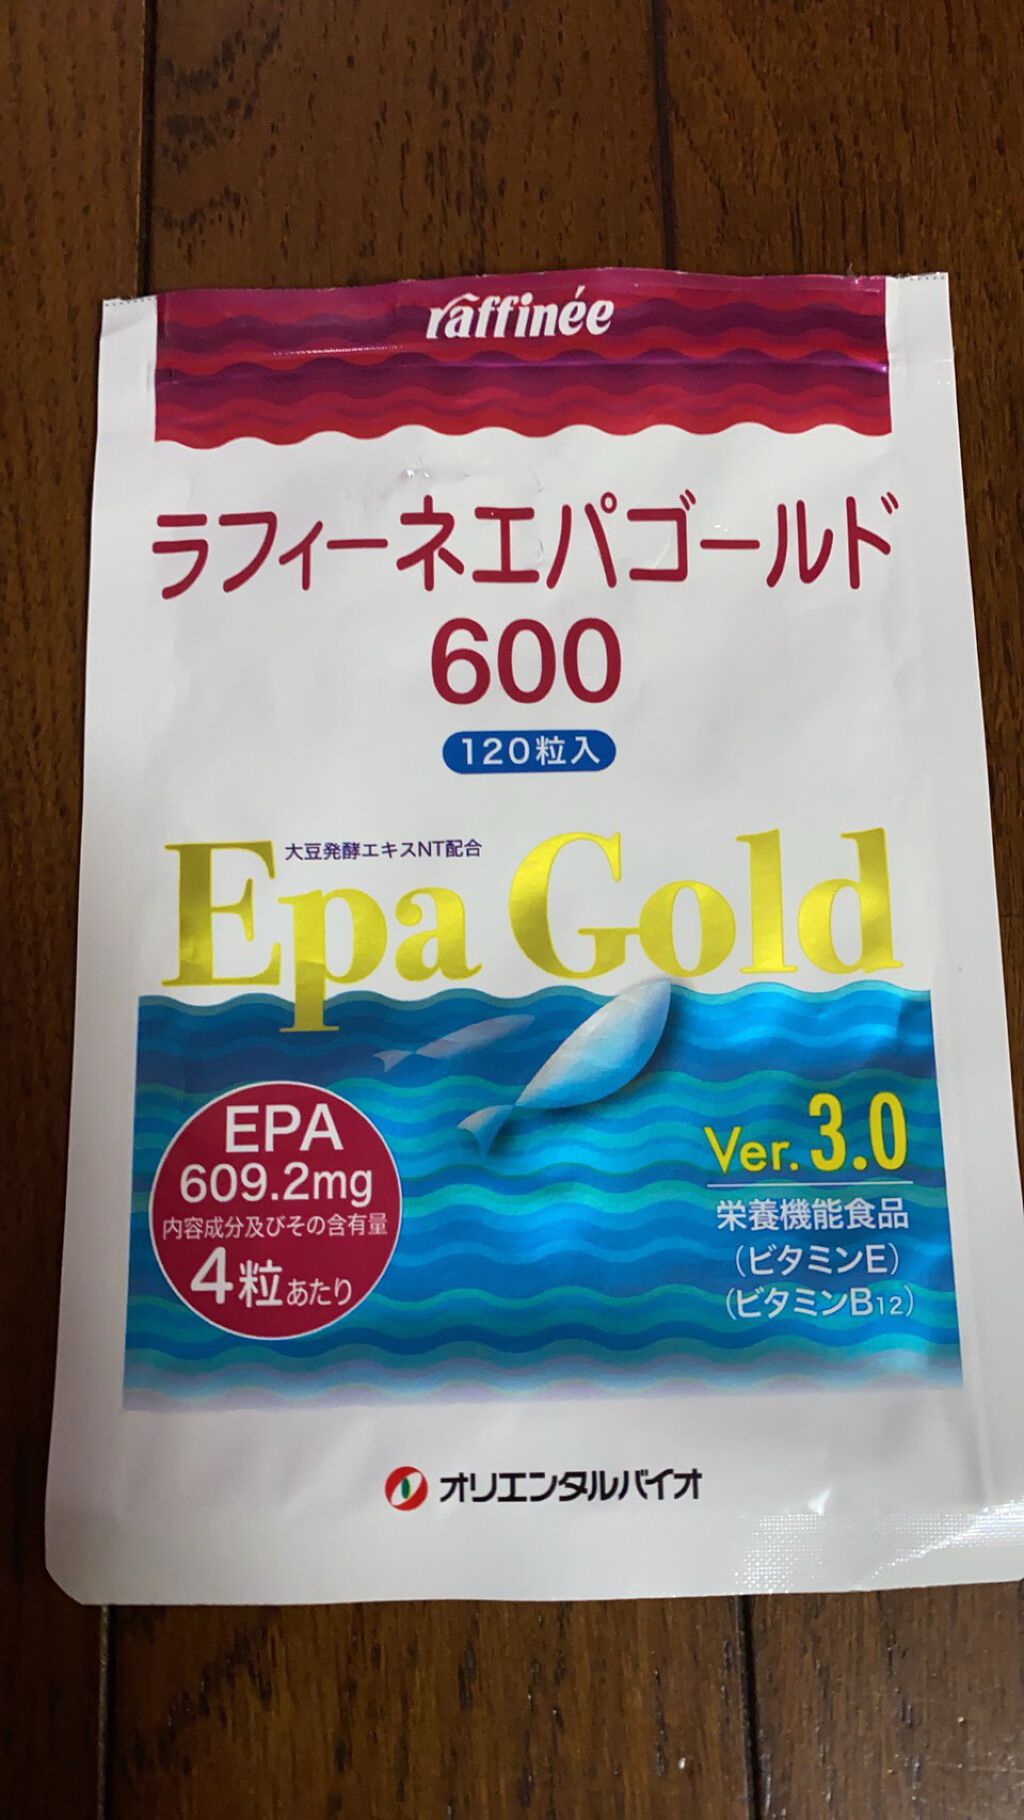 raffinée
ラフィーネエパゴールド
600
120粒入
大豆発酵エキスNT配合
Epa Gold
EPA
609.2mg
内容成分及びその含有量
4粒あたり
Ver. 3.0
栄養機能食品
(ビタミンE)
(ビタミンB12)
オリエンタルバイオ